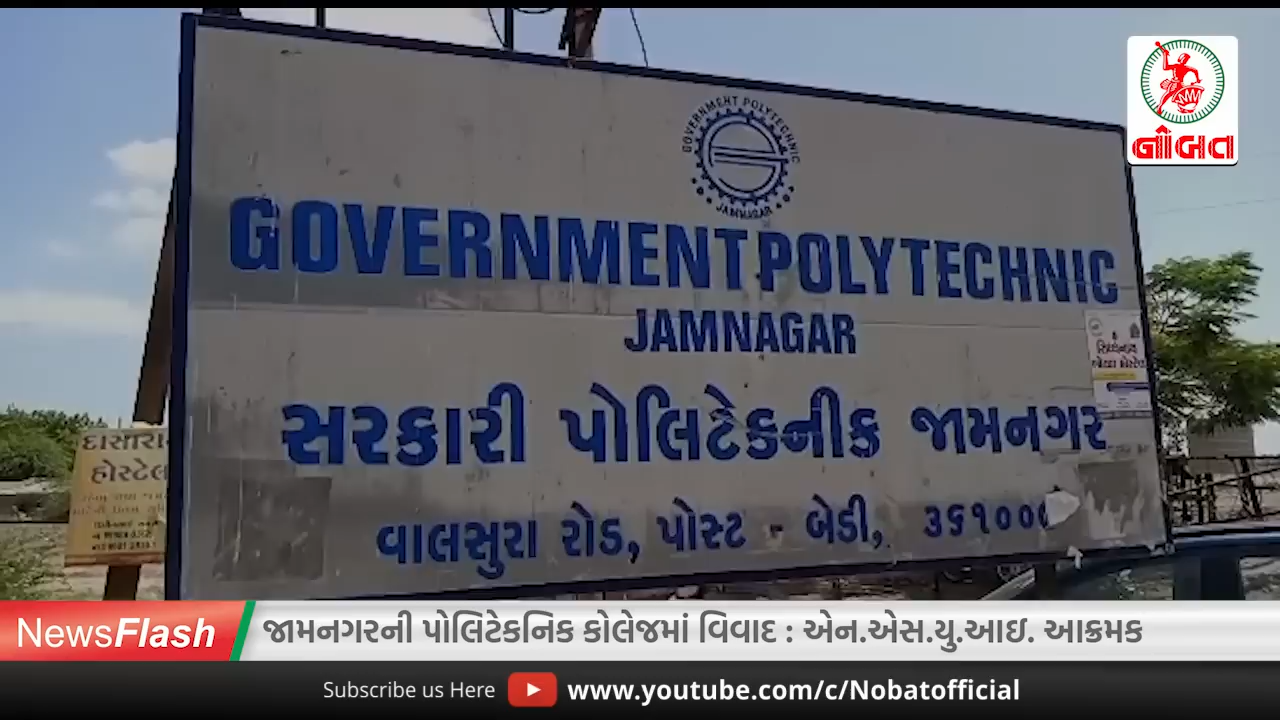 નોબત
NW
GOVERNMENT POLYTECHNIC
JAMNAGAR
GOVERNMENT POLYTECHNIC
JAMNAGAR
સરકારી પોલિટેકનીક જામનગર
વાલસુરા રોડ, પોસ્ટ - બેડી,
હોસ્ટેલ
NewsFlash
જામનગરની પોલિટેકનિક કોલેજમાં વિવાદ : એન.એસ.યુ.આઇ. આક્રમક
Subscribe us Here
www.youtube.com/c/Nobatofficial